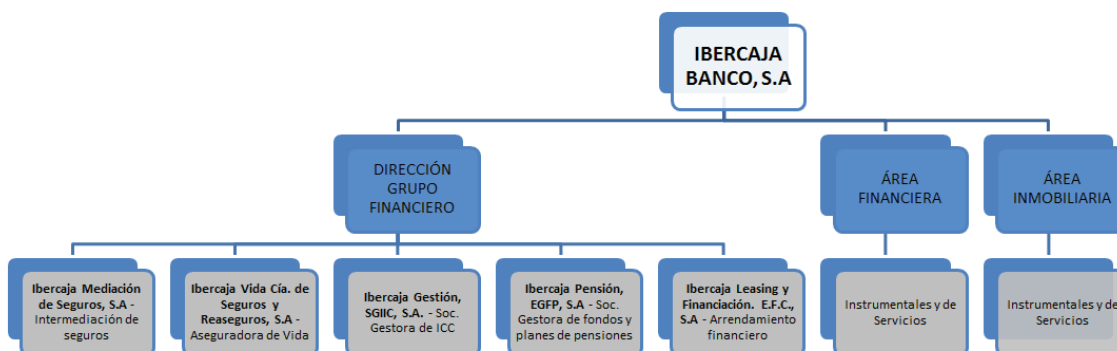 IBERCAJA
BANCO, S.A
DIRECCIÓN
GRUPO
FINANCIERO
ÁREA
FINANCIERA
ÁREA
INMOBILIARIA
Ibercaja Mediación
de Seguros, S.A -
Intermediación de
seguros
Ibercaja Vida Cía. de
Seguros y
Reaseguros, S.A -
Aseguradora de Vida
Ibercaja Gestión,
SGIIC, S.A. - Soc.
Gestora de ICC
Ibercaja Pensión,
EGFP, S.A - Soc.
Gestora de fondos y
planes de pensiones
Ibercaja Leasing y
Financiación. E.F.C.,
S.A - Arrendamiento
financiero
Instrumentales y de
Servicios
Instrumentales y de
Servicios